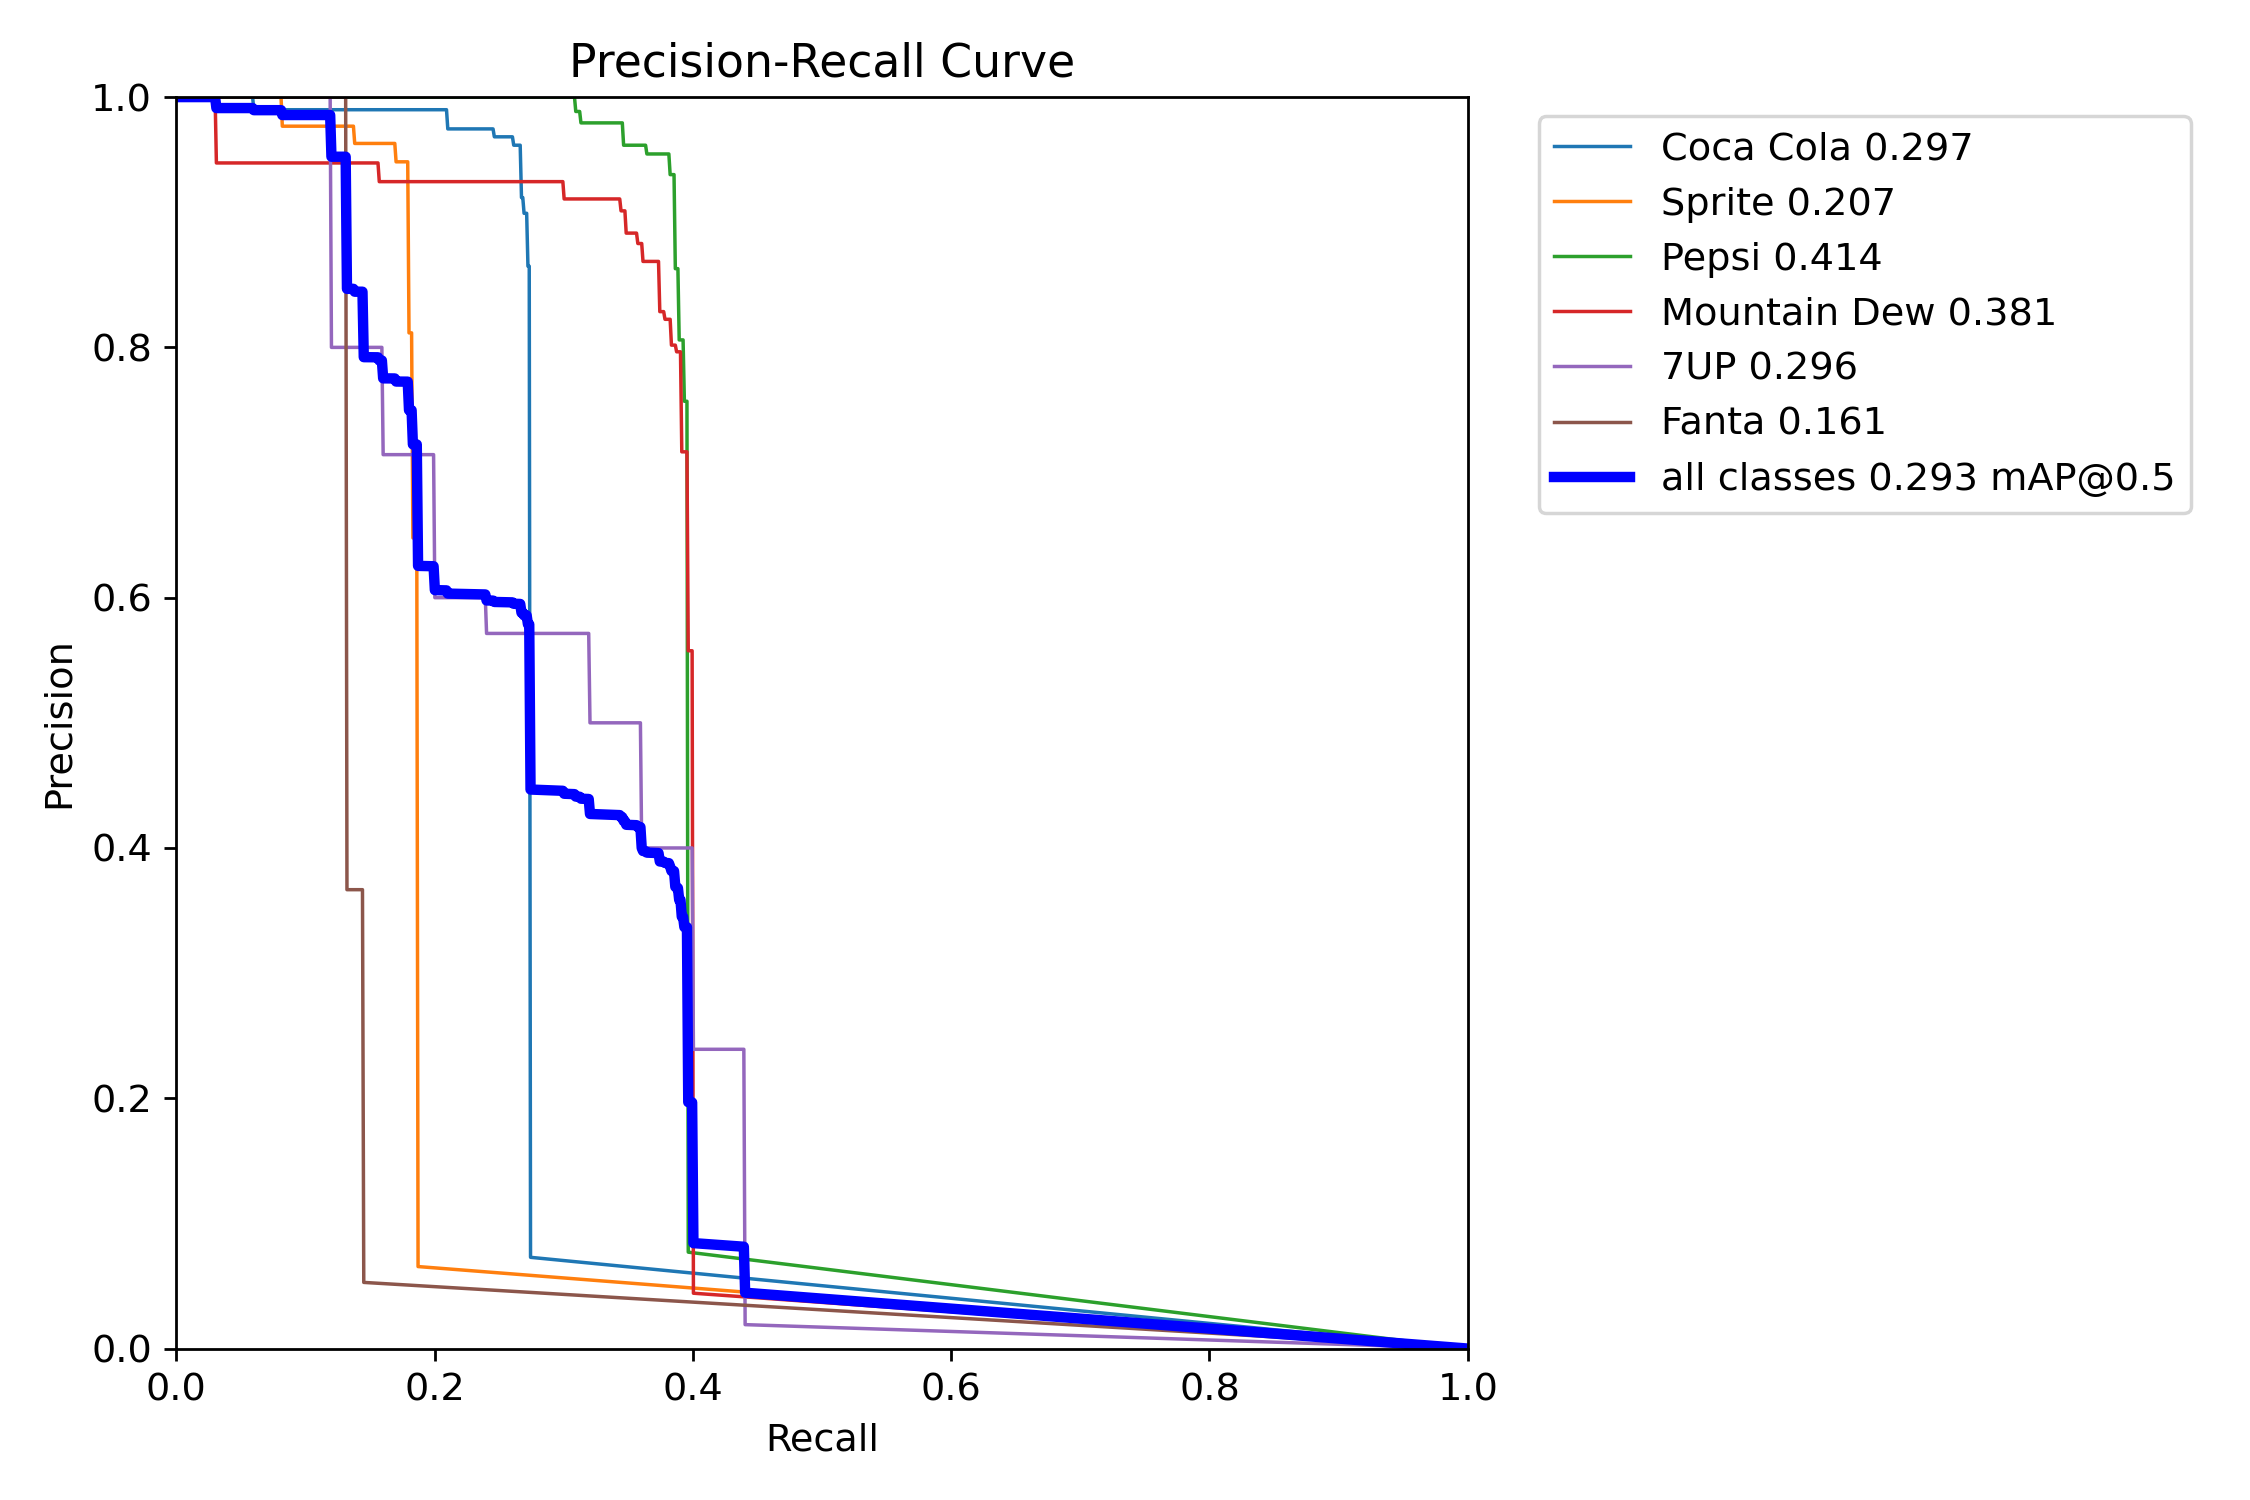 Precision-Recall Curve
1.0
0.8
0.6
0.4
0.2
0.0
Precision
0.0 0.2 0.4 0.6 0.8 1.0
Recall
Coca Cola 0.297
Sprite 0.207
Pepsi 0.414
Mountain Dew 0.381
7UP 0.296
Fanta 0.161
all classes 0.293 mAP@0.5